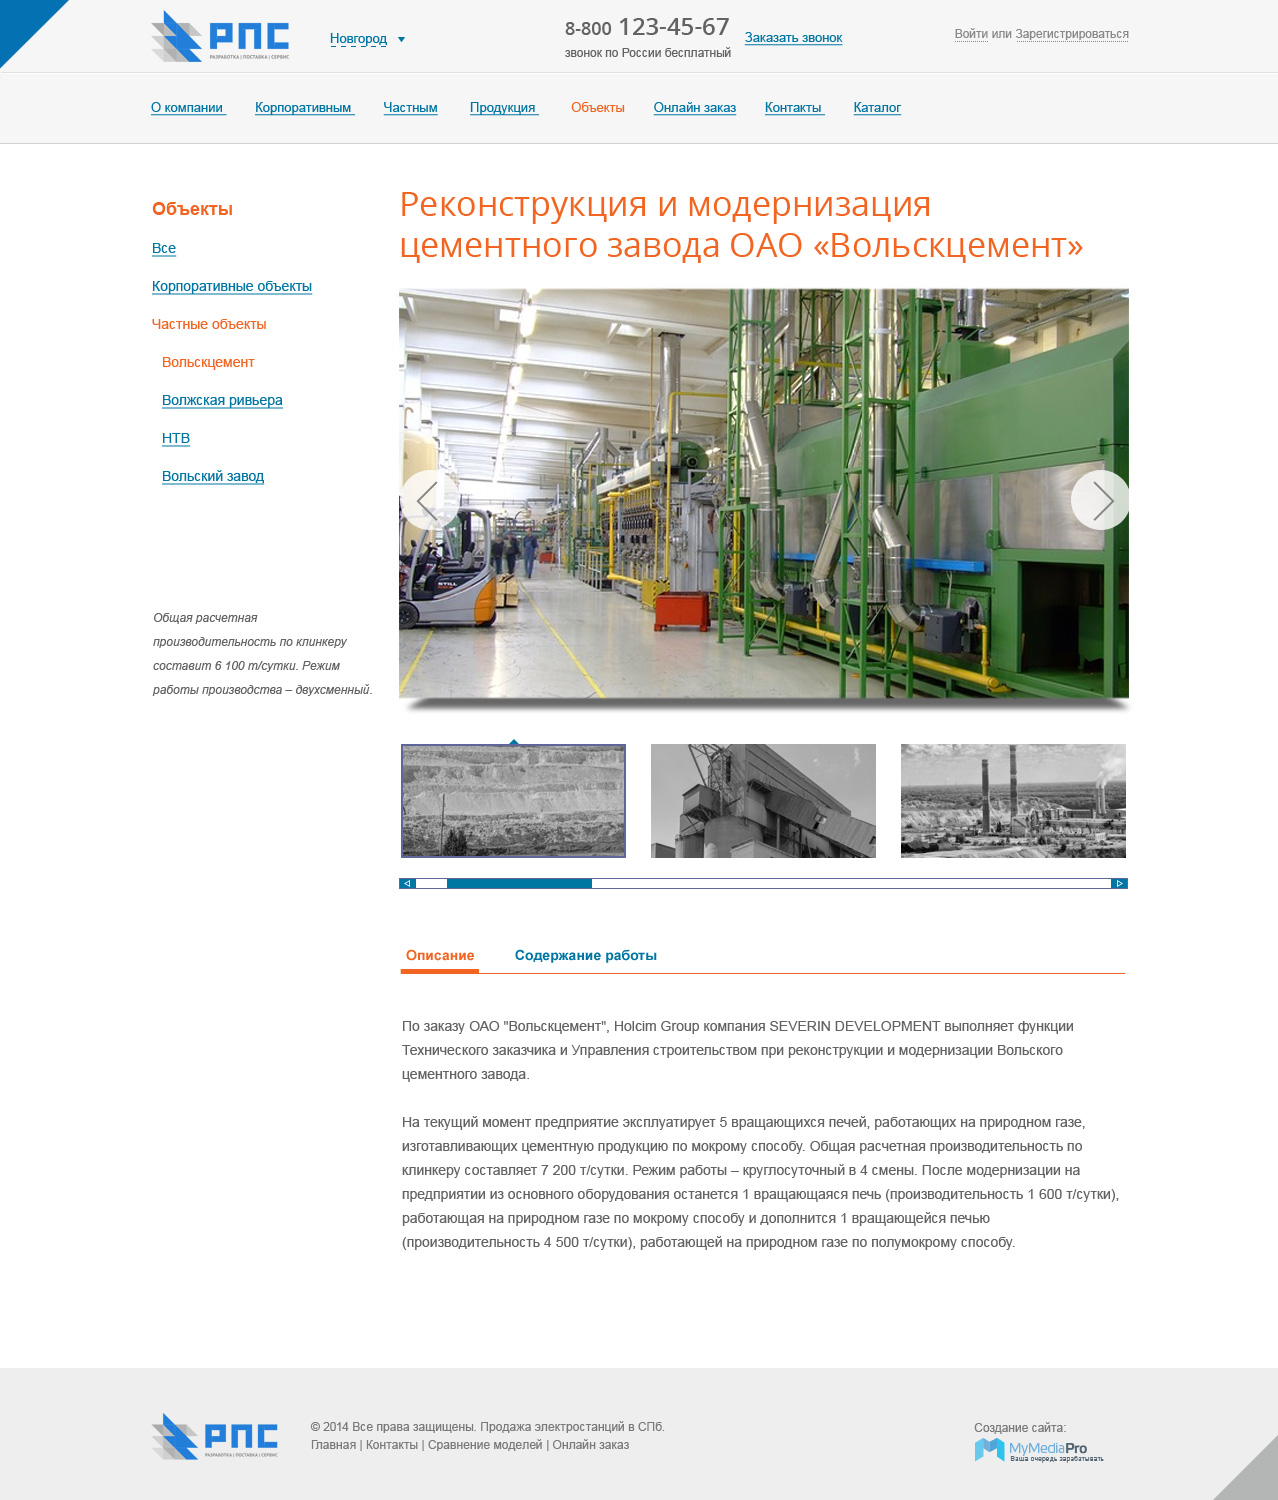 РПС
РАЗРАБОТКА | ПОСТАВКА | СЕРВИС
Новгород
8-800 123-45-67
звонок по России бесплатный
Заказать звонок
Войти или Зарегистрироваться
О компании Корпоративным Частным Продукция Объекты Онлайн заказ Контакты Каталог
Объекты
Все
Корпоративные объекты
Частные объекты
Вольскцемент
Волжская ривьера
НТВ
Вольский завод
Общая расчетная
производительность по клинкеру
составит 6 100 т/сутки. Режим
работы производства – двухсменный.
Реконструкция и модернизация
цементного завода ОАО «Вольскцемент»
STILL
Описание Содержание работы
По заказу ОАО "Вольскцемент", Holcim Group компания SEVERIN DEVELOPMENT выполняет функции
Технического заказчика и Управления строительством при реконструкции и модернизации Вольского
цементного завода.
На текущий момент предприятие эксплуатирует 5 вращающихся печей, работающих на природном газе,
изготавливающих цементную продукцию по мокрому способу. Общая расчетная производительность по
клинкеру составляет 7 200 т/сутки. Режим работы – круглосуточный в 4 смены. После модернизации на
предприятии из основного оборудования останется 1 вращающаяся печь (производительность 1 600 т/сутки),
работающая на природном газе по мокрому способу и дополнится 1 вращающейся печью
(производительность 4 500 т/сутки), работающей на природном газе по полумокрому способу.
РПС
РАЗРАБОТКА | ПОСТАВКА | СЕРВИС
© 2014 Все права защищены. Продажа электростанций в СПб.
Главная | Контакты | Сравнение моделей | Онлайн заказ
Создание сайта:
MyMediaPro
Ваша очередь зарабатывать